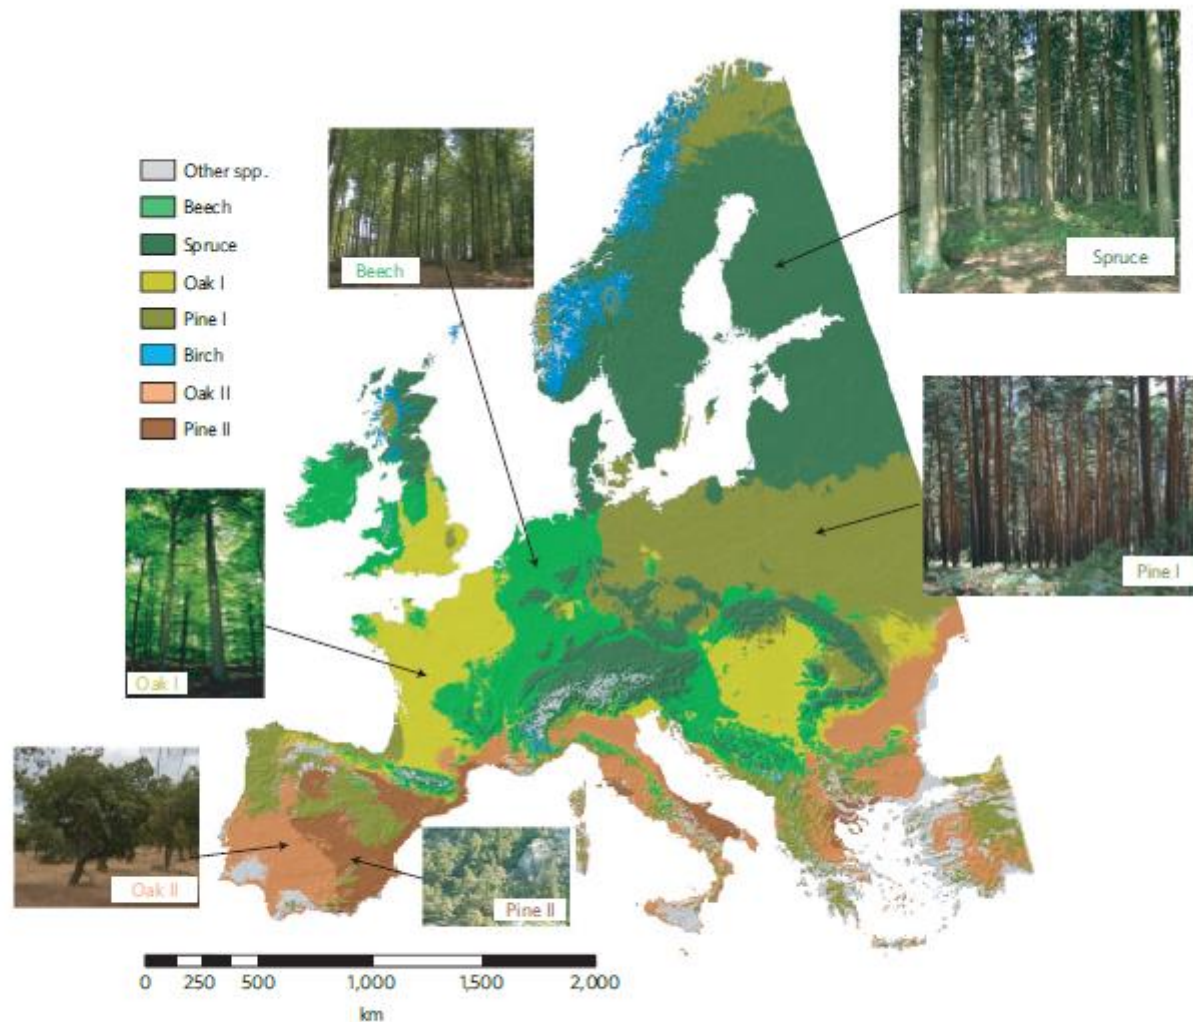 Other spp.
Beech
Spruce
Oak I
Pine I
Birch
Oak II
Pine II
Beech
Spruce
Pine I
Oak I
Oak II
Pine II
0 250 500 1,000 1,500 2,000
km